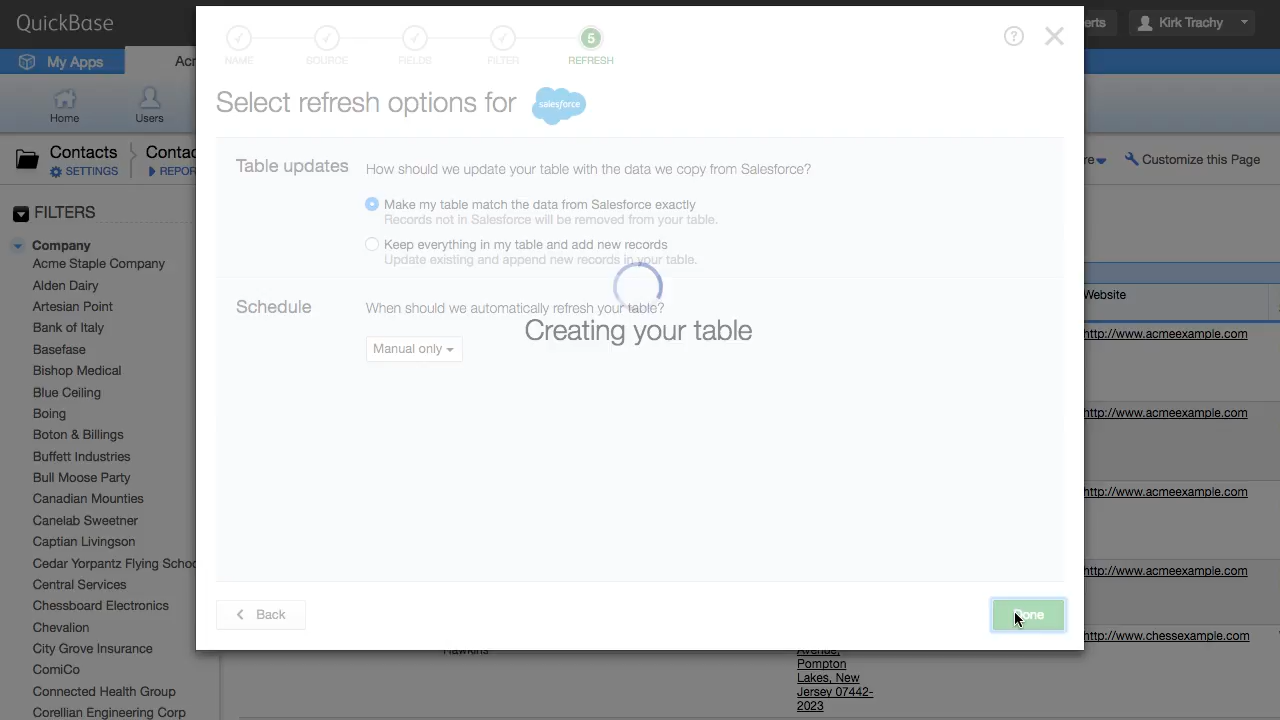 QuickBase
erts
Kirk Trachy
My Apps
Home
Users
Contacts
SETTINGS
Customize this Page
FILTERS
Company
Acme Staple Company
Alden Dairy
Artesian Point
Bank of Italy
Basefase
Bishop Medical
Blue Ceiling
Boing
Boton & Billings
Buffett Industries
Bull Moose Party
Canadian Mounties
Canelab Sweetner
Captian Livingson
Cedar Yorpantz Flying Schoo
Central Services
Chessboard Electronics
Chevalion
City Grove Insurance
ComiCo
Connected Health Group
Corellian Engineering Corp
NAME
SOURCE
FIELDS
FILTER
5
REFRESH
?
Select refresh options for
salesforce
Table updates
How should we update your table with the data we copy from Salesforce?
Make my table match the data from Salesforce exactly
Records not in Salesforce will be removed from your table.
Keep everything in my table and add new records
Update existing and append new records in your table.
Schedule
When should we automatically refresh your table?
Creating your table
Manual only
Back
Done
Website
http://www.acmeexample.com
http://www.acmeexample.com
http://www.acmeexample.com
http://www.acmeexample.com
http://www.chessexample.com
Hawkins
Avenue,
Pompton
Lakes, New
Jersey 07442-
2023